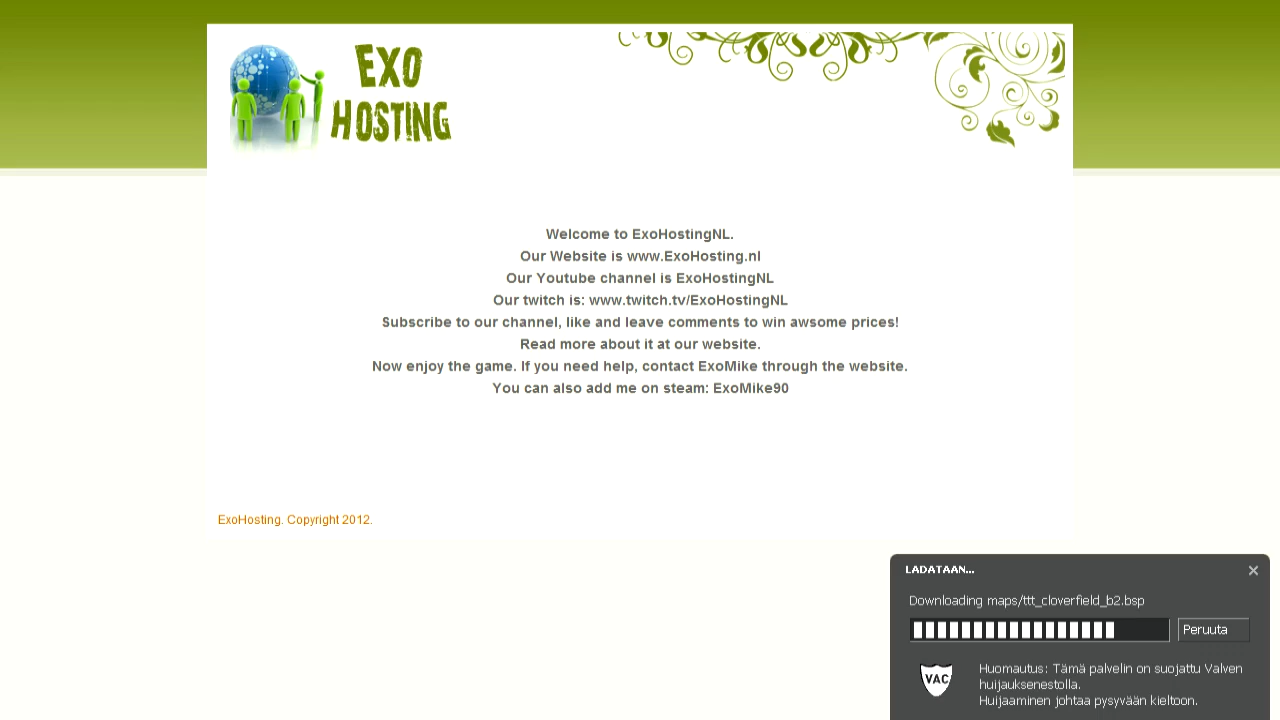 EXO
HOSTING
Welcome to ExoHostingNL.
Our Website is www.ExoHosting.nl
Our Youtube channel is ExoHostingNL
Our twitch is: www.twitch.tv/ExoHostingNL
Subscribe to our channel, like and leave comments to win awsome prices!
Read more about it at our website.
Now enjoy the game. If you need help, contact ExoMike through the website.
You can also add me on steam: ExoMike90
ExoHosting. Copyright 2012.
LADATAAN...
Downloading maps/ttt_cloverfield_b2.bsp
Peruuta
VAC
Huomautus: Tämä palvelin on suojattu Valven
huijauksenestolla.
Huijaaminen johtaa pysyvään kieltoon.